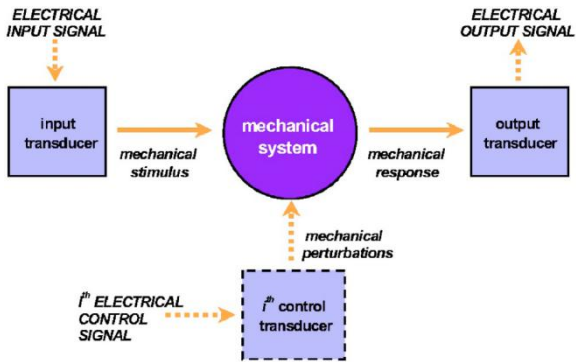 ELECTRICAL
INPUT SIGNAL
ELECTRICAL
OUTPUT SIGNAL
input
transducer
mechanical
stimulus
mechanical
system
mechanical
response
output
transducer
mechanical
perturbations
ith ELECTRICAL
CONTROL
SIGNAL
ith control
transducer